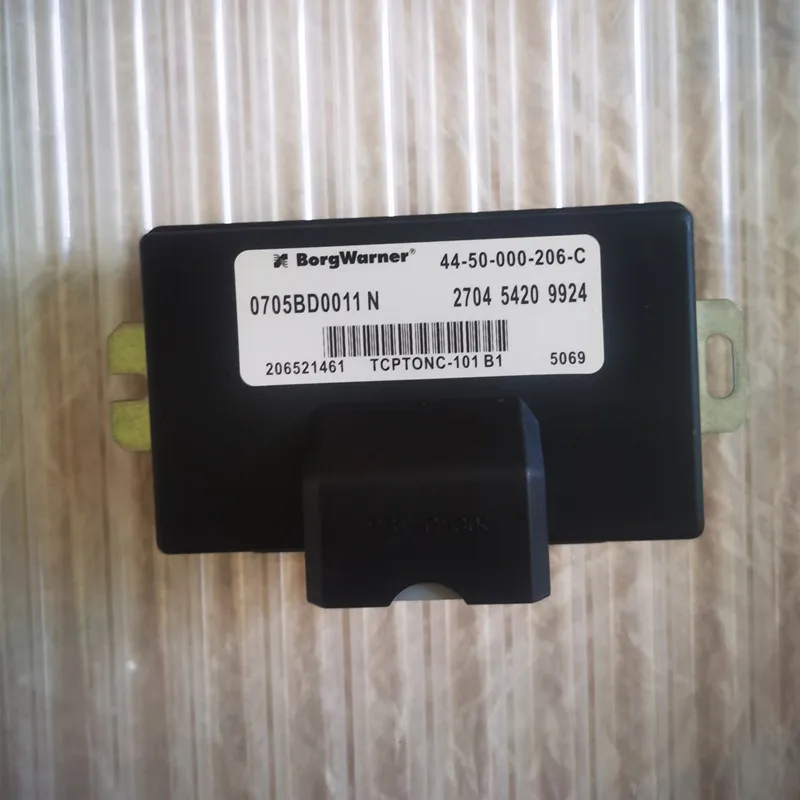 BorgWarner® 44-50-000-206-C
0705BD0011 N 2704 5420 9924
206521461 TCPTONC-101 B1 5069